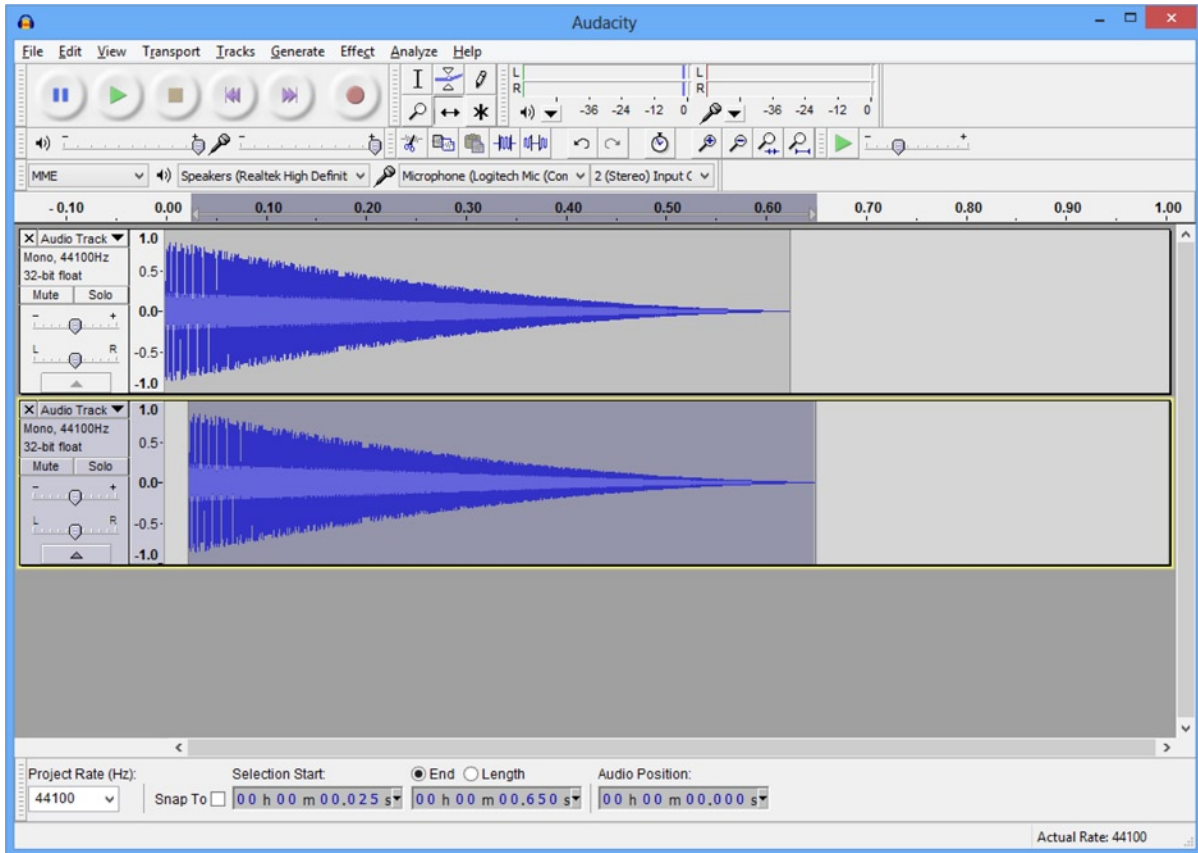 Audacity
File Edit View Transport Tracks Generate Effect Analyze Help
L
R
-36 -24 -12 0
L
R
-36 -24 -12 0
MME
Speakers (Realtek High Definit
Microphone (Logitech Mic (Con
2 (Stereo) Input C
- 0.10 0.00 0.10 0.20 0.30 0.40 0.50 0.60 0.70 0.80 0.90 1.00
X Audio Track
Mono, 44100Hz
32-bit float
Mute Solo
- +
L R
1.0
0.5-
0.0-
-0.5-
-1.0
X Audio Track
Mono, 44100Hz
32-bit float
Mute Solo
- +
L R
1.0
0.5-
0.0-
-0.5-
-1.0
Project Rate (Hz): Selection Start: End Length Audio Position:
44100 Snap To 00 h 00 m 00.025 s 00 h 00 m 00.650 s 00 h 00 m 00.000 s
Actual Rate: 44100